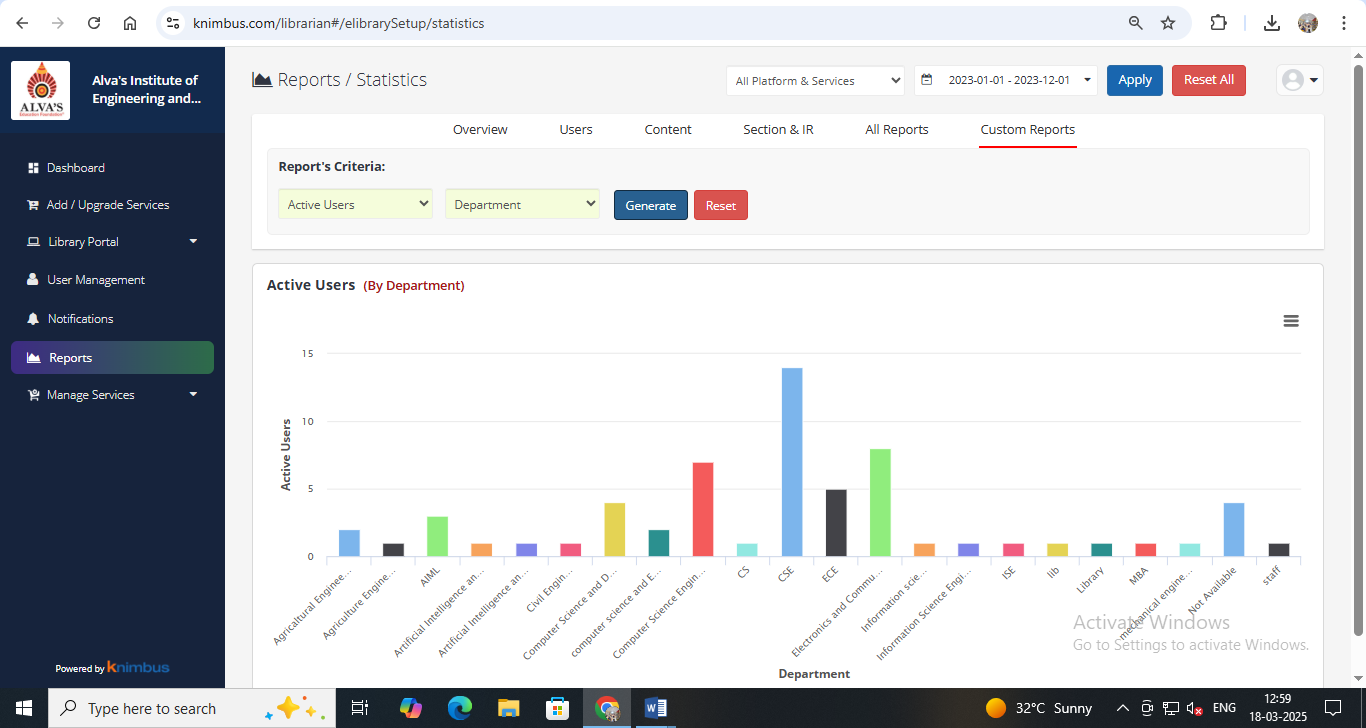 knimbus.com/librarian#/elibrarySetup/statistics
ALVA'S
Alva's Institute of
Engineering and...
Dashboard
Add / Upgrade Services
Library Portal
User Management
Notifications
Reports
Manage Services
Powered by knimbus
Reports / Statistics
All Platform & Services
2023-01-01 - 2023-12-01
Apply
Reset All
Overview Users Content Section & IR All Reports Custom Reports
Report's Criteria:
Active Users
Department
Generate
Reset
Active Users (By Department)
Active Users
15
10
5
0
Agricaltural Enginee...
Agriculture Engine...
AIML
Artificial Intelligence an...
Artificial Intelligence an...
Civil Engin...
Computer Science and D...
computer science and E...
Computer Science Engin...
CS
CSE
ECE
Electronics and Commu...
Information scie...
Information Science Engi...
ISE
lib
Library
MBA
mechanical engine...
Not Available
staff
Department
Activate Windows
Go to Settings to activate Windows.
Type here to search
32°C Sunny
ENG
12:59
18-03-2025